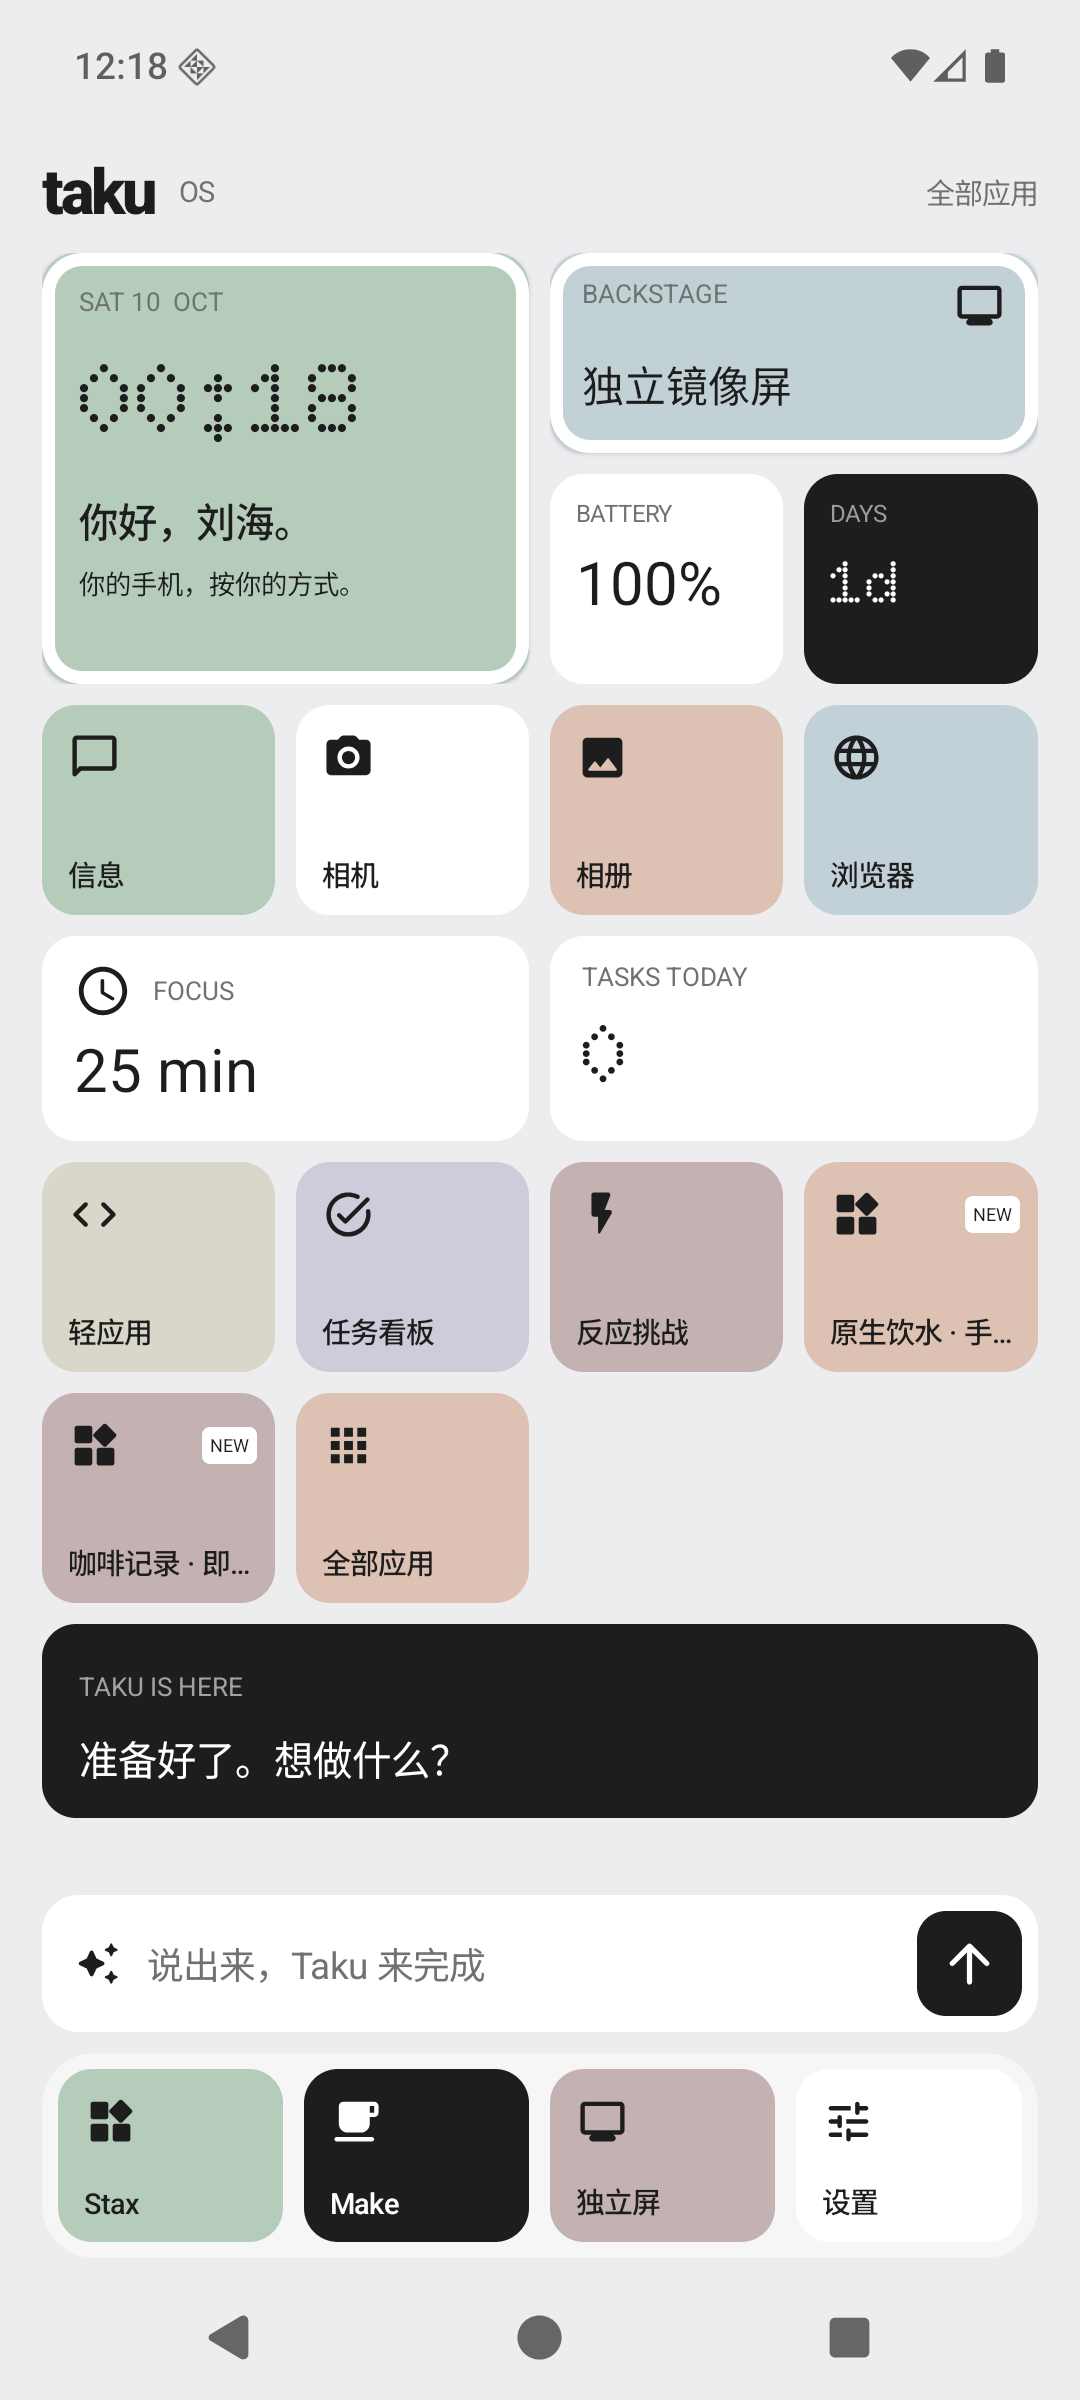 12:18
taku OS
全部应用
SAT 10 OCT
00:18
你好，刘海。
你的手机，按你的方式。
BACKSTAGE
独立镜像屏
BATTERY
100%
DAYS
1d
信息
相机
相册
浏览器
FOCUS
25 min
TASKS TODAY
0
轻应用
任务看板
反应挑战
NEW
原生饮水 · 手...
NEW
咖啡记录 · 即...
全部应用
TAKU IS HERE
准备好了。想做什么？
说出来，Taku 来完成
Stax
Make
独立屏
设置